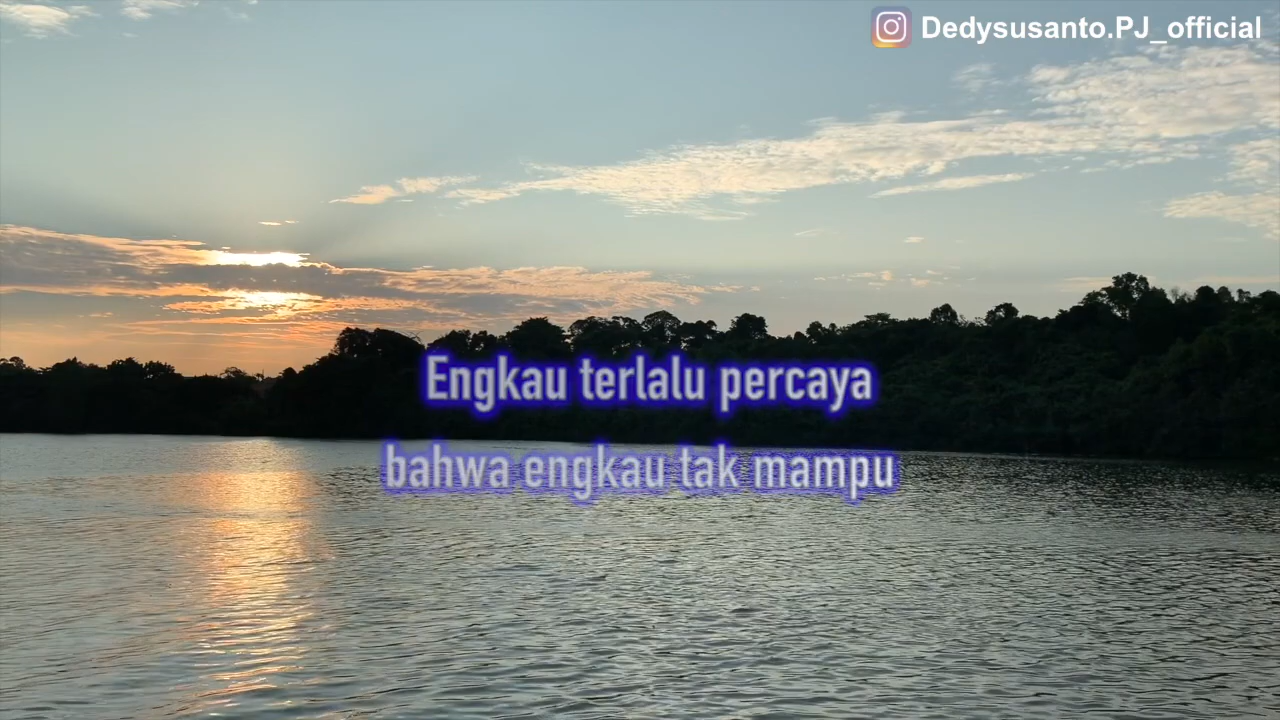 Dedysusanto.PJ_official
Engkau terlalu percaya
bahwa engkau tak mampu